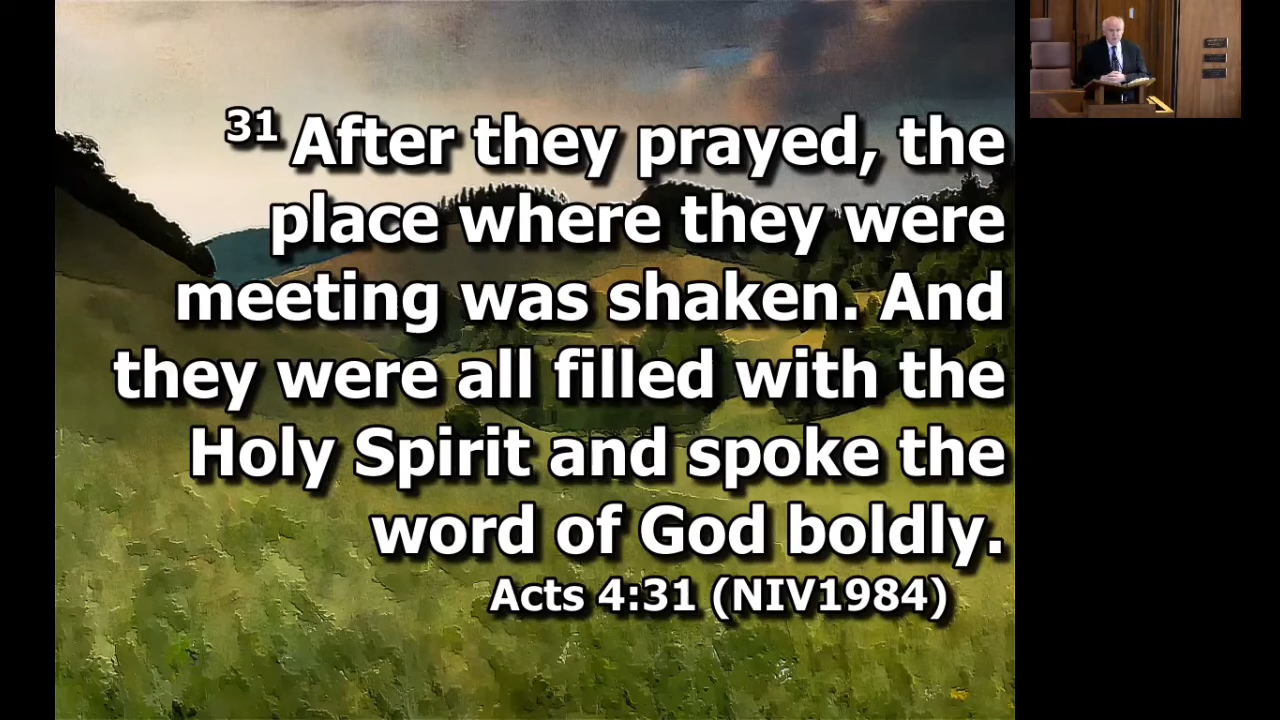 31 After they prayed, the
place where they were
meeting was shaken. And
they were all filled with the
Holy Spirit and spoke the
word of God boldly.
Acts 4:31 (NIV1984)